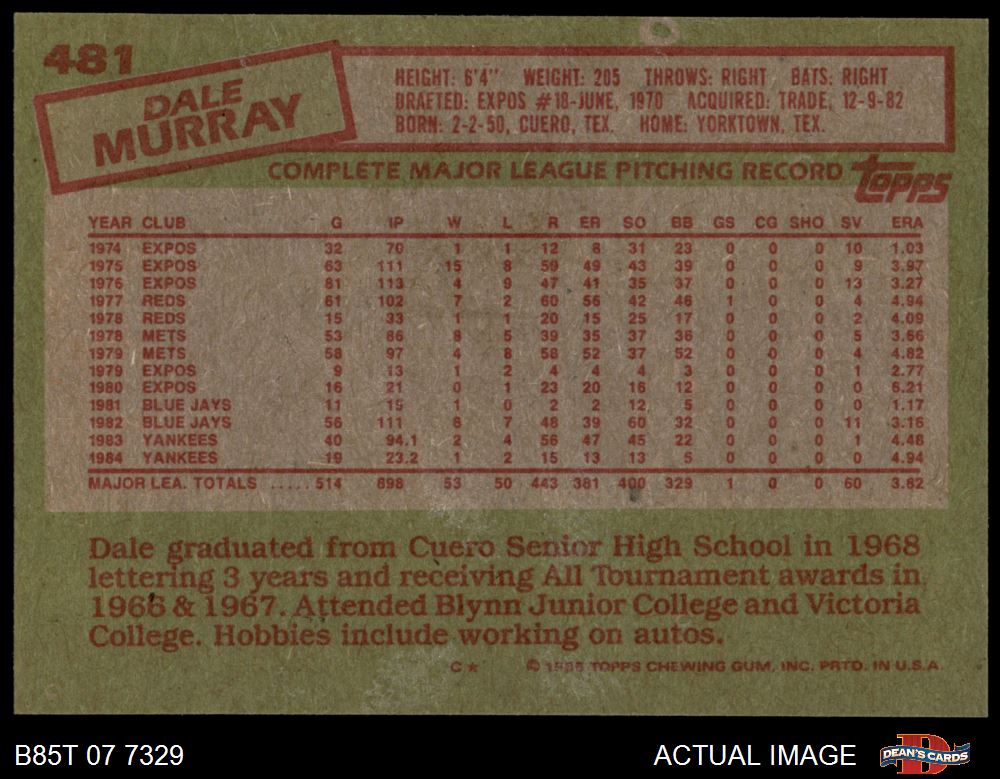 481
DALE
MURRAY
HEIGHT: 6'4" WEIGHT: 205 THROWS: RIGHT BATS: RIGHT
DRAFTED: EXPOS #18-JUNE, 1970 ACQUIRED: TRADE, 12-9-82
BORN: 2-2-50, CUERO, TEX. HOME: YORKTOWN, TEX.
COMPLETE MAJOR LEAGUE PITCHING RECORD topps
YEAR CLUB G IP W L R ER SO BB GS CG SHO SV ERA
1974 EXPOS 32 70 1 1 12 8 31 23 0 0 0 10 1.03
1975 EXPOS 63 111 15 8 59 49 43 39 0 0 0 9 3.97
1976 EXPOS 81 113 4 9 47 41 35 37 0 0 0 13 3.27
1977 REDS 61 102 7 2 60 56 42 46 1 0 0 4 4.94
1978 REDS 15 33 1 1 20 15 25 17 0 0 0 2 4.09
1978 METS 53 86 8 5 39 35 37 36 0 0 0 5 3.66
1979 METS 58 97 4 8 58 52 37 52 0 0 0 4 4.82
1979 EXPOS 9 13 1 2 4 4 4 3 0 0 0 1 2.77
1980 EXPOS 16 21 0 1 23 20 16 12 0 0 0 0 6.21
1981 BLUE JAYS 11 15 1 0 2 2 12 5 0 0 0 0 1.17
1982 BLUE JAYS 56 111 8 7 48 39 60 32 0 0 0 11 3.16
1983 YANKEES 40 94.1 2 4 56 47 45 22 0 0 0 1 4.48
1984 YANKEES 19 23.2 1 2 15 13 13 5 0 0 0 0 4.94
MAJOR LEA. TOTALS ..... 514 898 53 50 443 381 400 329 1 0 0 60 3.82
Dale graduated from Cuero Senior High School in 1968
lettering 3 years and receiving All Tournament awards in
1966 & 1967. Attended Blynn Junior College and Victoria
College. Hobbies include working on autos.
C* © 1985 TOPPS CHEWING GUM, INC. PRTD. IN U.S.A.
B85T 07 7329 ACTUAL IMAGE DEAN'S CARDS